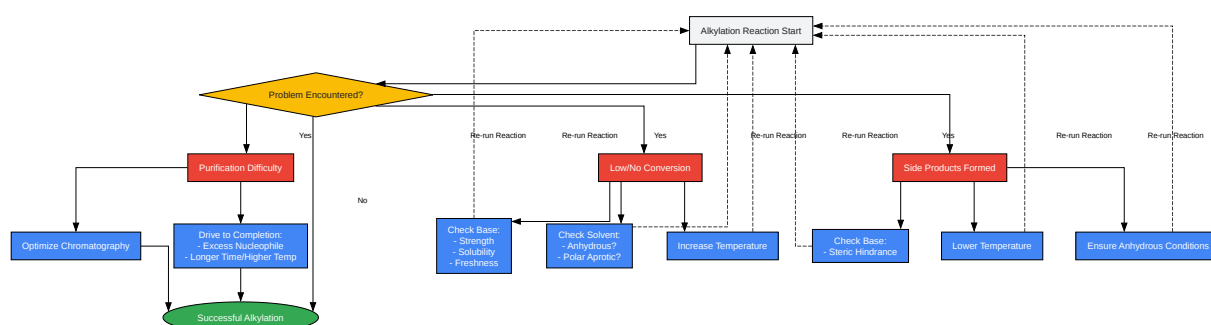 Alkylation Reaction Start
Problem Encountered?
Yes
Re-run Reaction
Re-run Reaction
Yes
Re-run Reaction
Re-run Reaction
Yes
Re-run Reaction
Re-run Reaction
Purification Difficulty
Low/No Conversion
Side Products Formed
No
Optimize Chromatography
Drive to Completion:
- Excess Nucleophile
- Longer Time/Higher Temp
Check Base:
- Strength
- Solubility
- Freshness
Check Solvent:
- Anhydrous?
- Polar Aprotic?
Increase Temperature
Check Base:
- Steric Hindrance
Lower Temperature
Ensure Anhydrous Conditions
Successful Alkylation